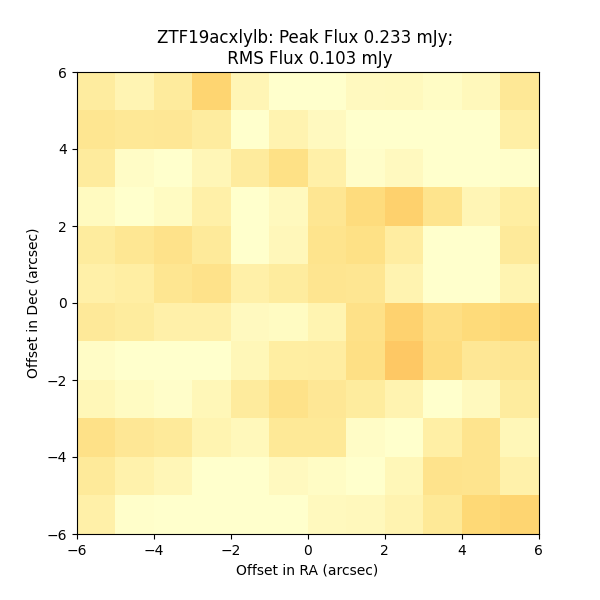 ZTF19acxlylb: Peak Flux 0.233 mJy;
RMS Flux 0.103 mJy
6
4
2
0
−2
−4
−6
Offset in Dec (arcsec)
−6 −4 −2 0 2 4 6
Offset in RA (arcsec)